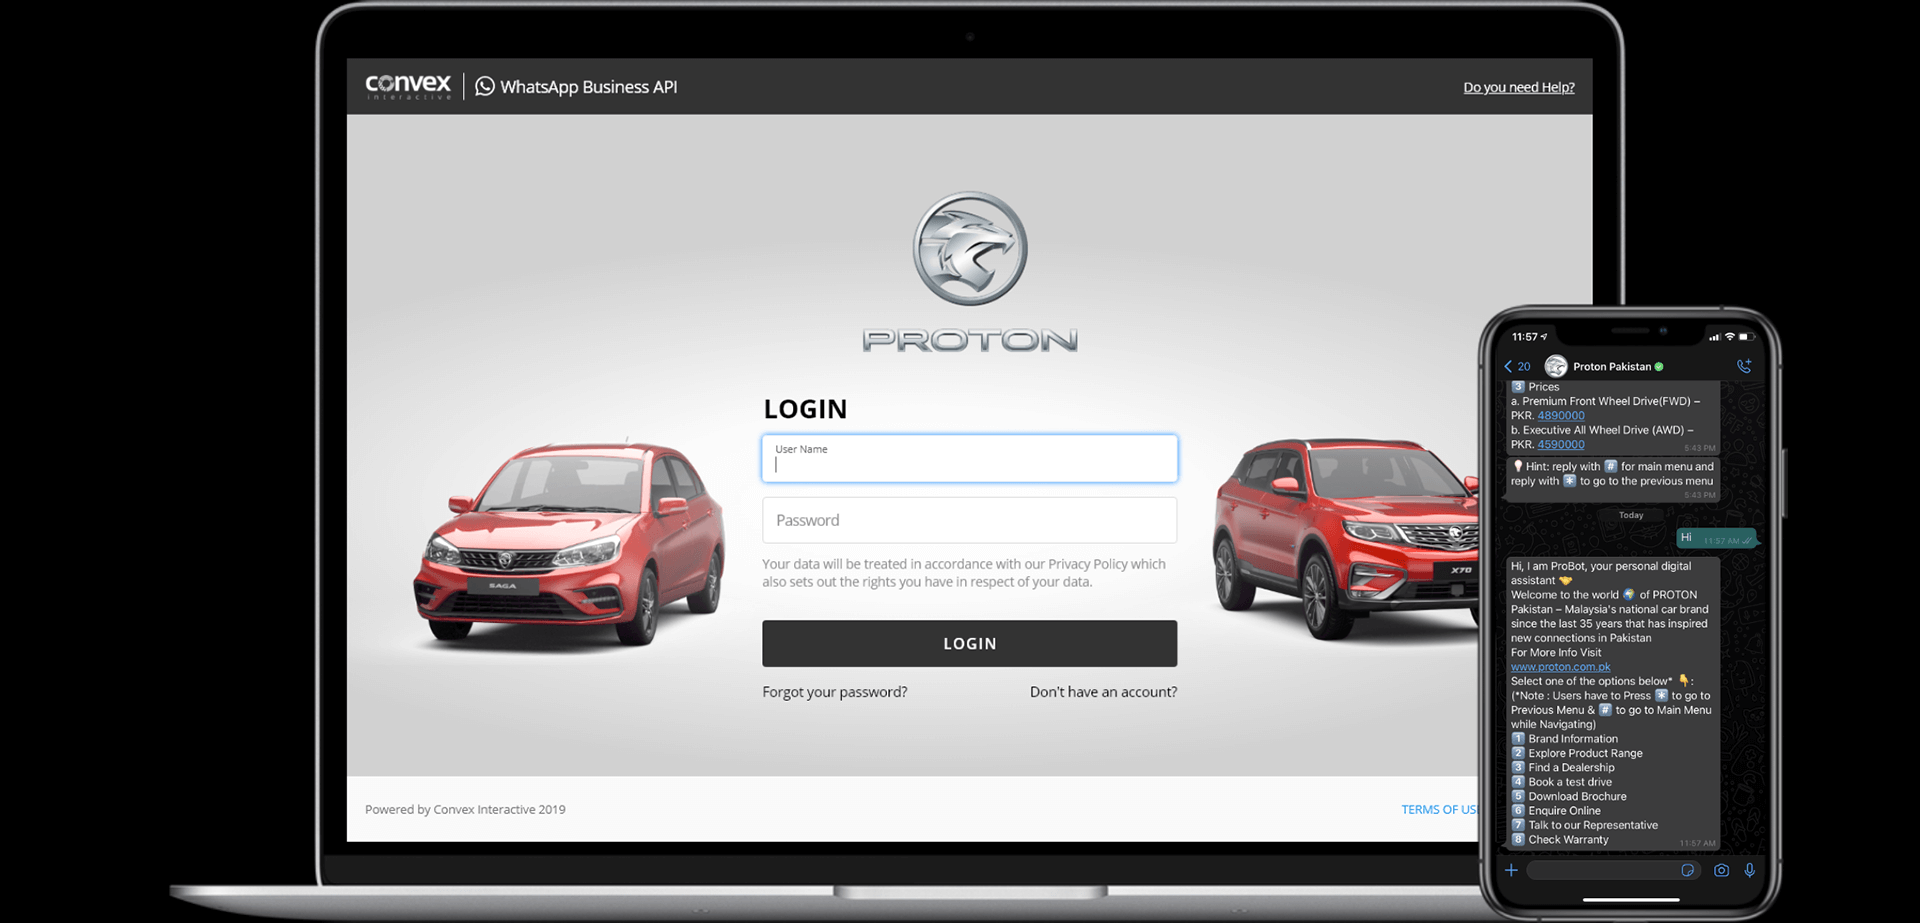 convex
interactive
WhatsApp Business API
Do you need Help?
PROTON
LOGIN
User Name
Password
Your data will be treated in accordance with our Privacy Policy which
also sets out the rights you have in respect of your data.
LOGIN
Forgot your password?
Don't have an account?
SAGA
X70
Powered by Convex Interactive 2019
TERMS OF US
11:57
20
Proton Pakistan
3 Prices
a. Premium Front Wheel Drive(FWD) –
PKR. 4890000
b. Executive All Wheel Drive (AWD) –
PKR. 4590000
5:43 PM
Hint: reply with # for main menu and
reply with * to go to the previous menu
5:43 PM
Today
Hi
11:57 AM
Hi, I am ProBot, your personal digital
assistant 🤝
Welcome to the world 🌍 of PROTON
Pakistan – Malaysia's national car brand
since the last 35 years that has inspired
new connections in Pakistan
For More Info Visit
www.proton.com.pk
Select one of the options below* 👇:
(*Note : Users have to Press * to go to
Previous Menu & # to go to Main Menu
while Navigating)
1 Brand Information
2 Explore Product Range
3 Find a Dealership
4 Book a test drive
5 Download Brochure
6 Enquire Online
7 Talk to our Representative
8 Check Warranty
11:57 AM